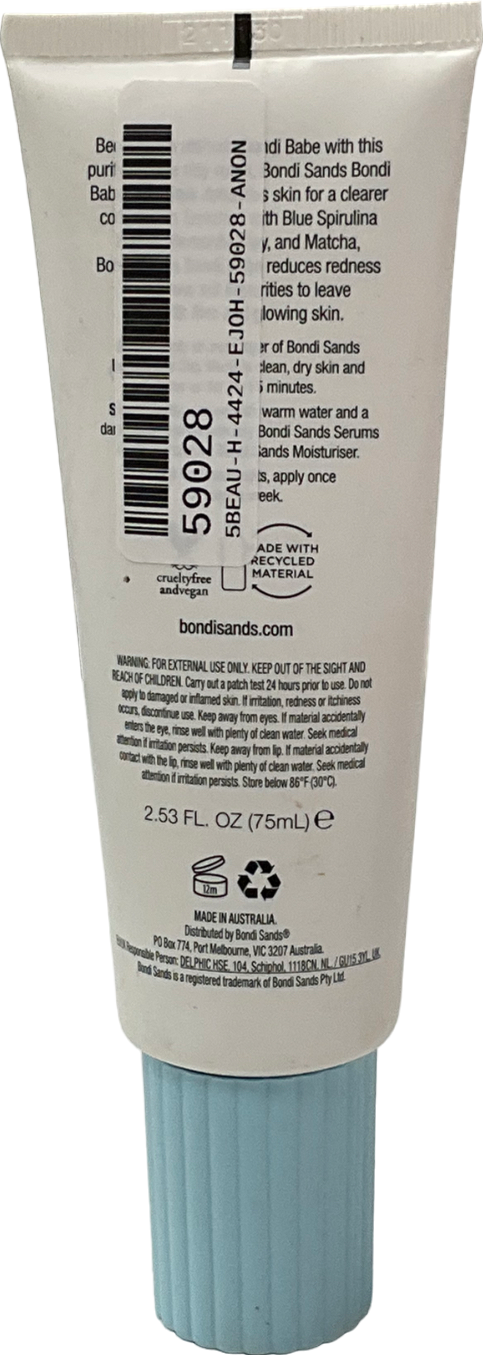 ndi Babe with this
Bondi Sands Bondi
Bab s skin for a clearer
ith Blue Spirulina
y, and Matcha,
Bo reduces redness
rities to leave
lowing skin.
er of Bondi Sands
clean, dry skin and
5 minutes.
S warm water and a
Bondi Sands Serums
Sands Moisturiser.
ts, apply once
eek.
59028
5BEAU-H-4424-EJOH-59028-ANON
ADE WITH
RECYCLED
MATERIAL
crueltyfree
andvegan
bondisands.com
WARNING: FOR EXTERNAL USE ONLY. KEEP OUT OF THE SIGHT AND
REACH OF CHILDREN. Carry out a patch test 24 hours prior to use. Do not
apply to damaged or inflamed skin. If irritation, redness or itchiness
occurs, discontinue use. Keep away from eyes. If material accidentally
enters the eye, rinse well with plenty of clean water. Seek medical
attention if irritation persists. Keep away from lip. If material accidentally
contact with the lip, rinse well with plenty of clean water. Seek medical
attention if irritation persists. Store below 86°F (30°C).
2.53 FL. OZ (75mL) ℮
12m
MADE IN AUSTRALIA.
Distributed by Bondi Sands®
PO Box 774, Port Melbourne, VIC 3207 Australia.
Responsible Person: DELPHIC HSE, 104, Schiphol, 1118CN, NL. / GU15 3YL, UK.
Bondi Sands is a registered trademark of Bondi Sands Pty Ltd.